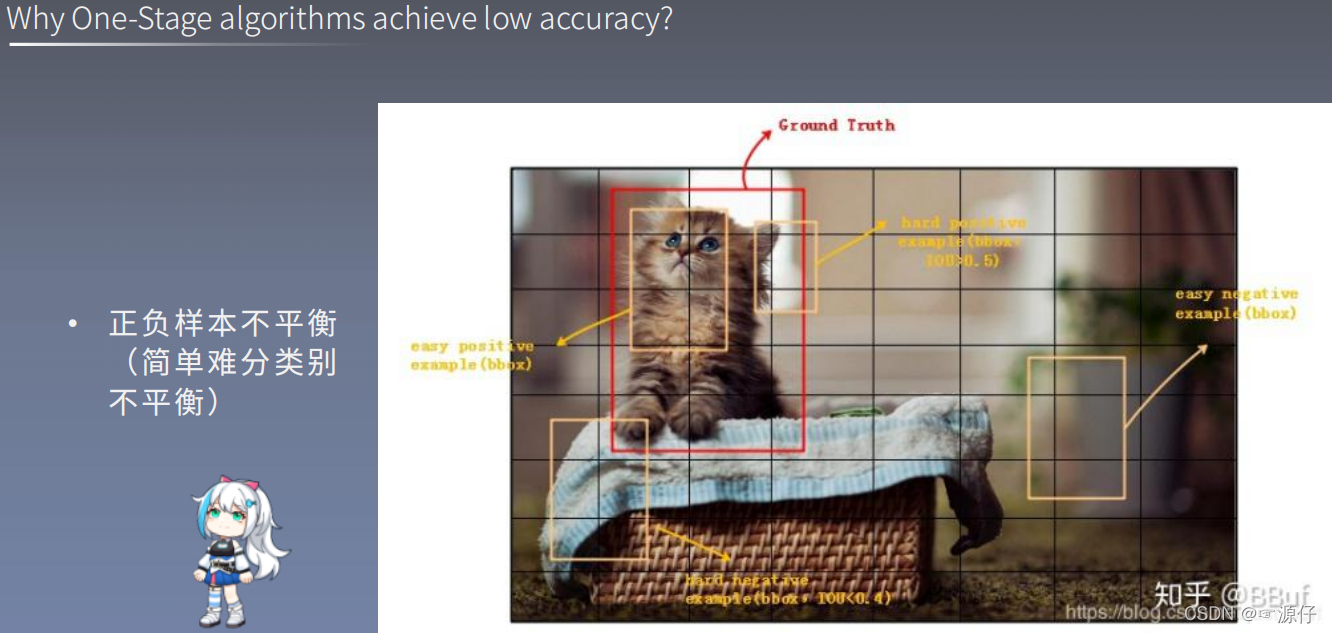 Why One-Stage algorithms achieve low accuracy?
Ground Truth
hard positive
example(bbox,
IOU>0.5)
easy negative
example(bbox)
• 正负样本不平衡
（简单难分类别
不平衡）
easy positive
example(bbox)
hard negative
example(bbox, IOU<0.4)
知乎 @BBuf
https://blog.cs
CSDN @
源仔